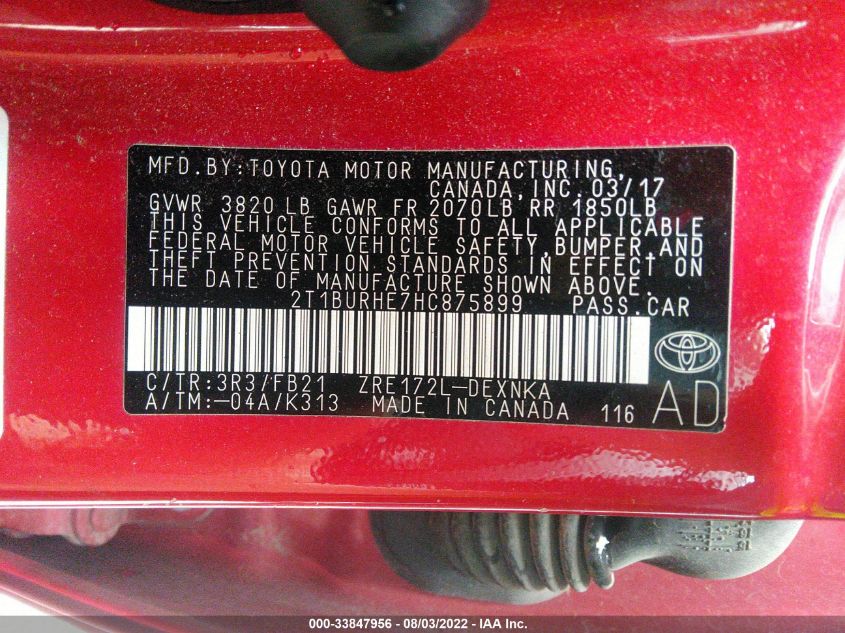 MFD.BY:TOYOTA MOTOR MANUFACTURING,
CANADA,INC. 03/17
GVWR 3820 LB GAWR FR 2070LB RR 1850LB
THIS VEHICLE CONFORMS TO ALL APPLICABLE
FEDERAL MOTOR VEHICLE SAFETY, BUMPER, AND
THEFT PREVENTION STANDARDS IN EFFECT ON
THE DATE OF MANUFACTURE SHOWN ABOVE.
2T1BURHE7HC875899 PASS.CAR
C/TR:3R3/FB21 ZRE172L-DEXNKA
A/TM:-04A/K313 MADE IN CANADA 116 AD
000-33847956 - 08/03/2022 - IAA Inc.